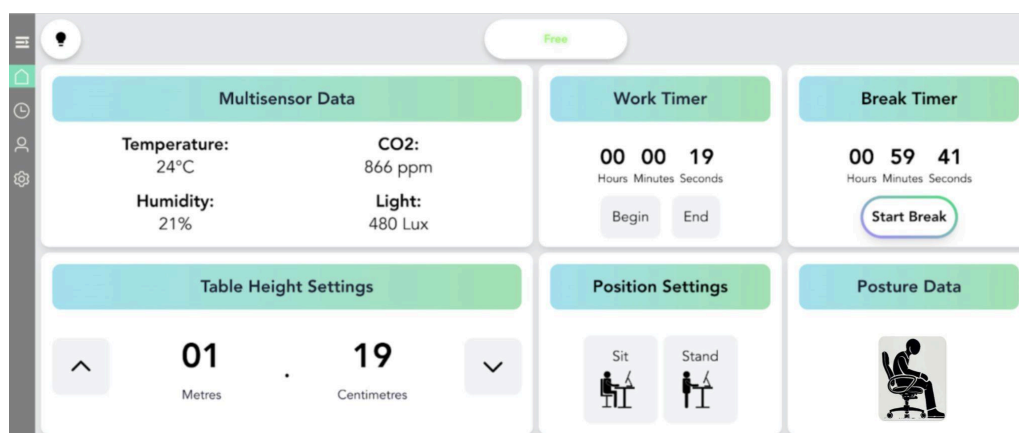 Free
Multisensor Data
Temperature:
24°C
CO2:
866 ppm
Humidity:
21%
Light:
480 Lux
Work Timer
00 00 19
Hours Minutes Seconds
Begin End
Break Timer
00 59 41
Hours Minutes Seconds
Start Break
Table Height Settings
01 . 19
Metres Centimetres
Position Settings
Sit Stand
Posture Data